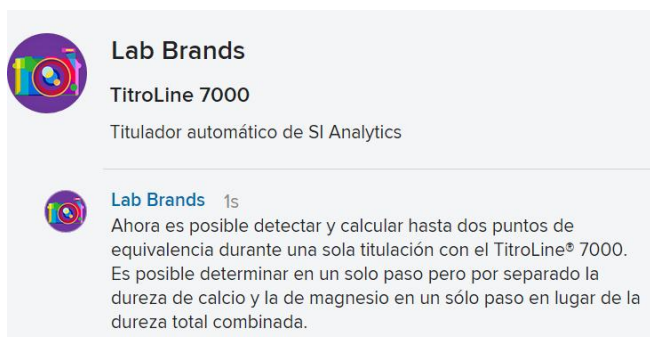 Lab Brands
TitroLine 7000
Titulador automático de SI Analytics
Lab Brands 1s
Ahora es posible detectar y calcular hasta dos puntos de
equivalencia durante una sola titulación con el TitroLine® 7000.
Es posible determinar en un solo paso pero por separado la
dureza de calcio y la de magnesio en un sólo paso en lugar de la
dureza total combinada.